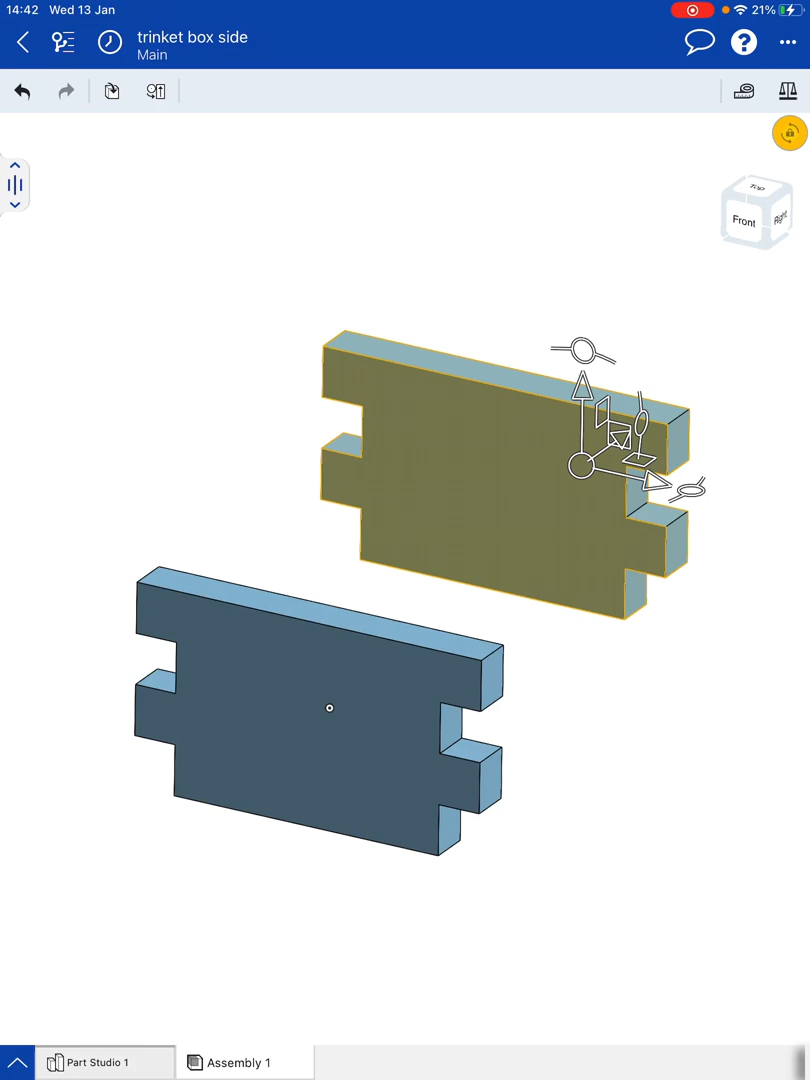 14:42 Wed 13 Jan 21%
trinket box side
Main
?
Top
Front
Right
Part Studio 1
Assembly 1